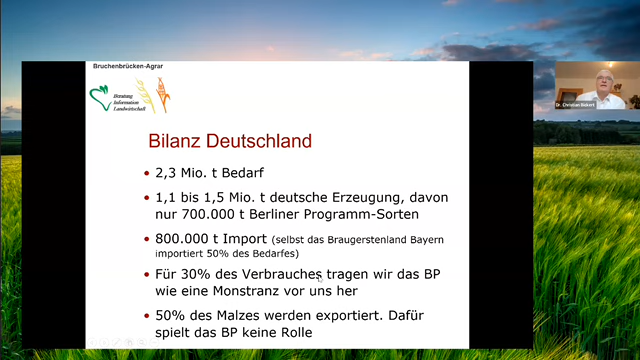 Bruchenbrücken-Agrar
Beratung
Information
Landwirtschaft
Bilanz Deutschland
• 2,3 Mio. t Bedarf
• 1,1 bis 1,5 Mio. t deutsche Erzeugung, davon
nur 700.000 t Berliner Programm-Sorten
• 800.000 t Import (selbst das Braugerstenland Bayern
importiert 50% des Bedarfes)
• Für 30% des Verbrauches tragen wir das BP
wie eine Monstranz vor uns her
• 50% des Malzes werden exportiert. Dafür
spielt das BP keine Rolle
Dr. Christian Bickert